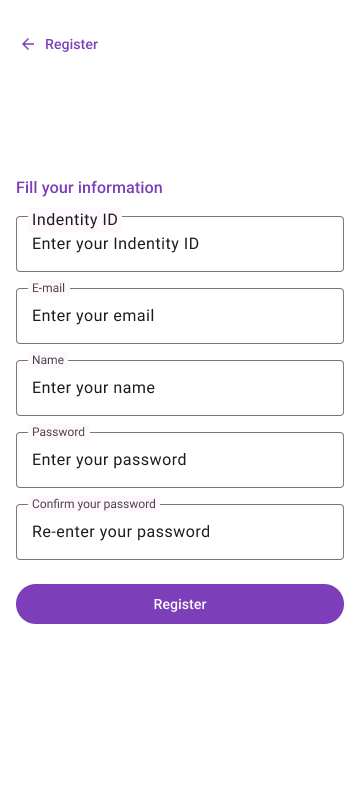 Register
Fill your information
Indentity ID
Enter your Indentity ID
E-mail
Enter your email
Name
Enter your name
Password
Enter your password
Confirm your password
Re-enter your password
Register